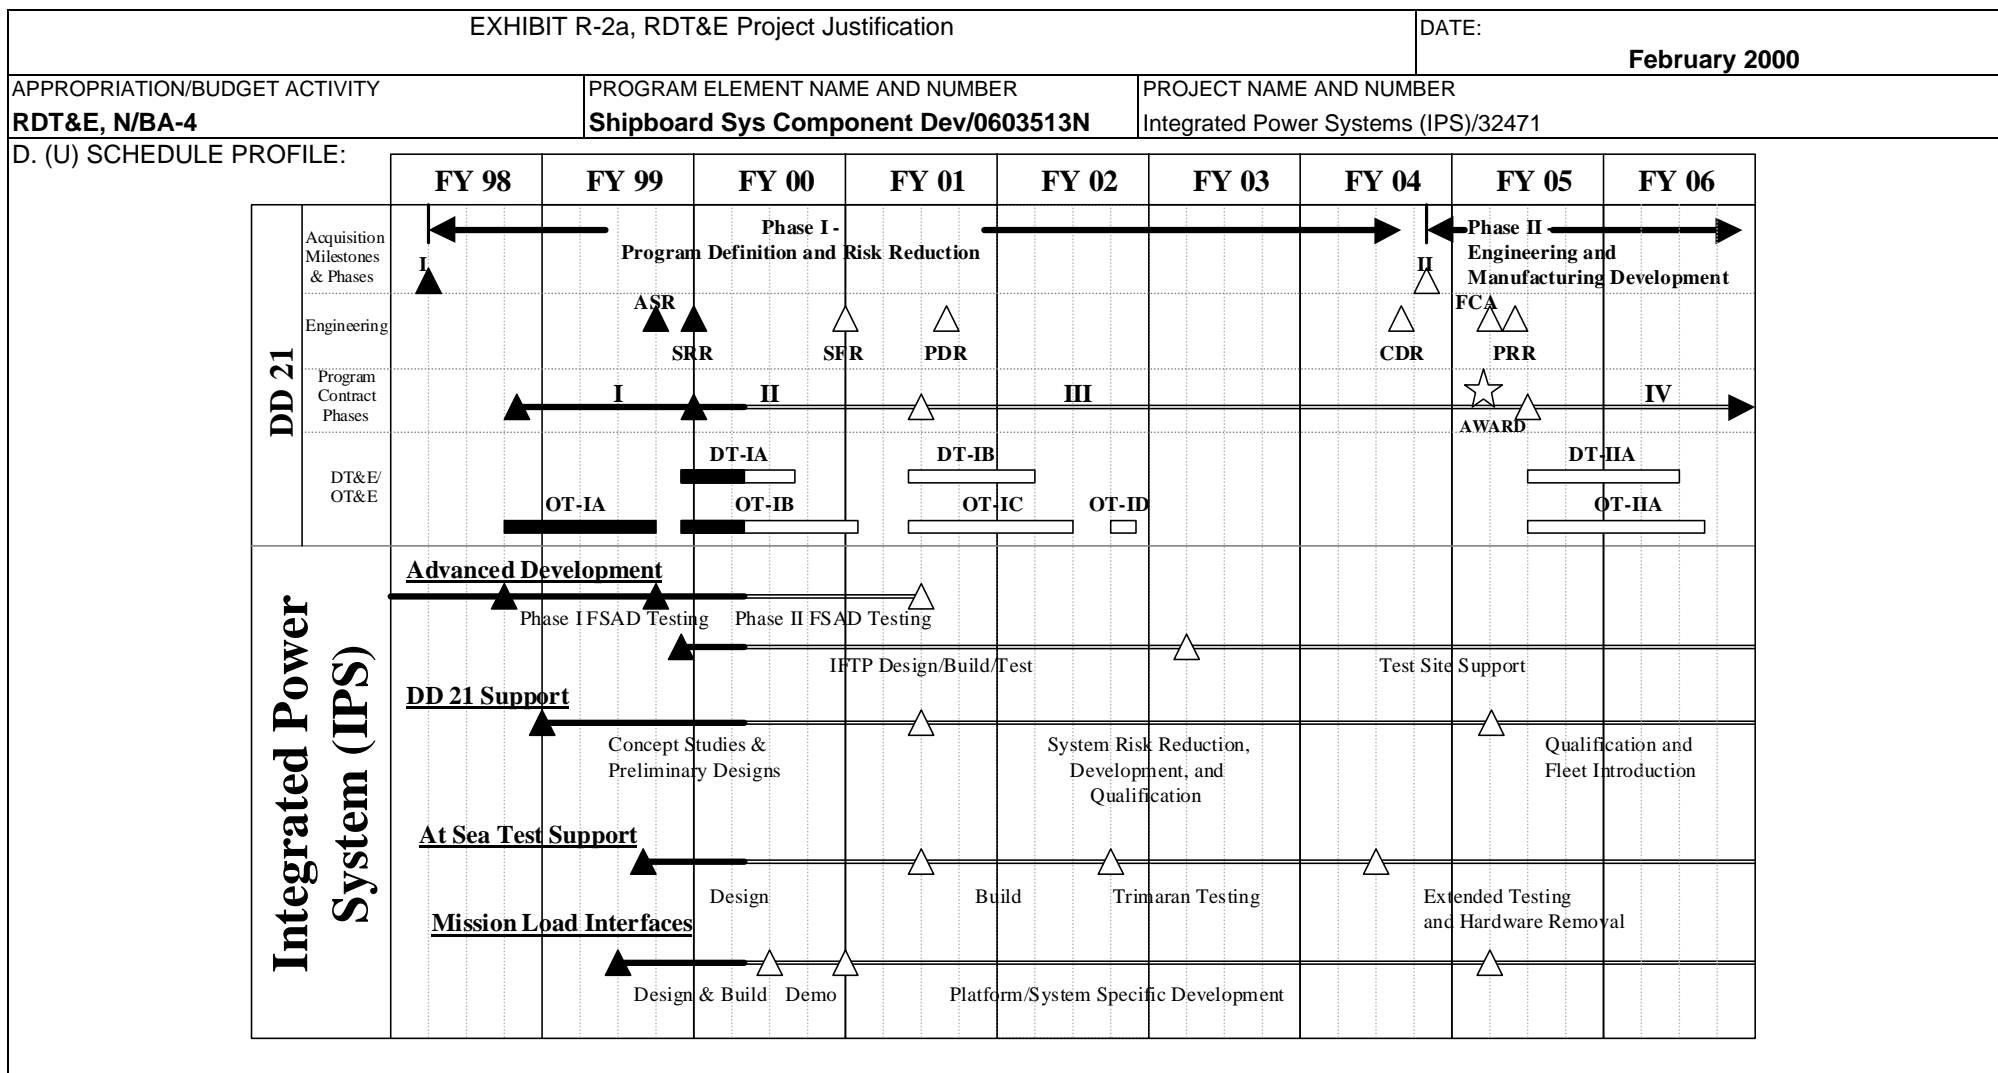 EXHIBIT R-2a, RDT&E Project Justification
DATE:
February 2000
APPROPRIATION/BUDGET ACTIVITY
PROGRAM ELEMENT NAME AND NUMBER
PROJECT NAME AND NUMBER
RDT&E, N/BA-4
Shipboard Sys Component Dev/0603513N
Integrated Power Systems (IPS)/32471
D. (U) SCHEDULE PROFILE:
FY 98 FY 99 FY 00 FY 01 FY 02 FY 03 FY 04 FY 05 FY 06
DD 21
Acquisition
Milestones
& Phases
I
Phase I -
Program Definition and Risk Reduction
II
Phase II -
Engineering and
Manufacturing Development
Engineering
ASR
SRR
SFR
PDR
CDR
FCA
PRR
Program
Contract
Phases
I
II
III
AWARD
IV
DT&E/
OT&E
DT-IA
DT-IB
DT-IIA
OT-IA
OT-IB
OT-IC
OT-ID
OT-IIA
Integrated Power
System (IPS)
Advanced Development
Phase I FSAD Testing
Phase II FSAD Testing
IFTP Design/Build/Test
Test Site Support
DD 21 Support
Concept Studies &
Preliminary Designs
System Risk Reduction,
Development, and
Qualification
Qualification and
Fleet Introduction
At Sea Test Support
Design
Build
Trimaran Testing
Extended Testing
and Hardware Removal
Mission Load Interfaces
Design & Build
Demo
Platform/System Specific Development